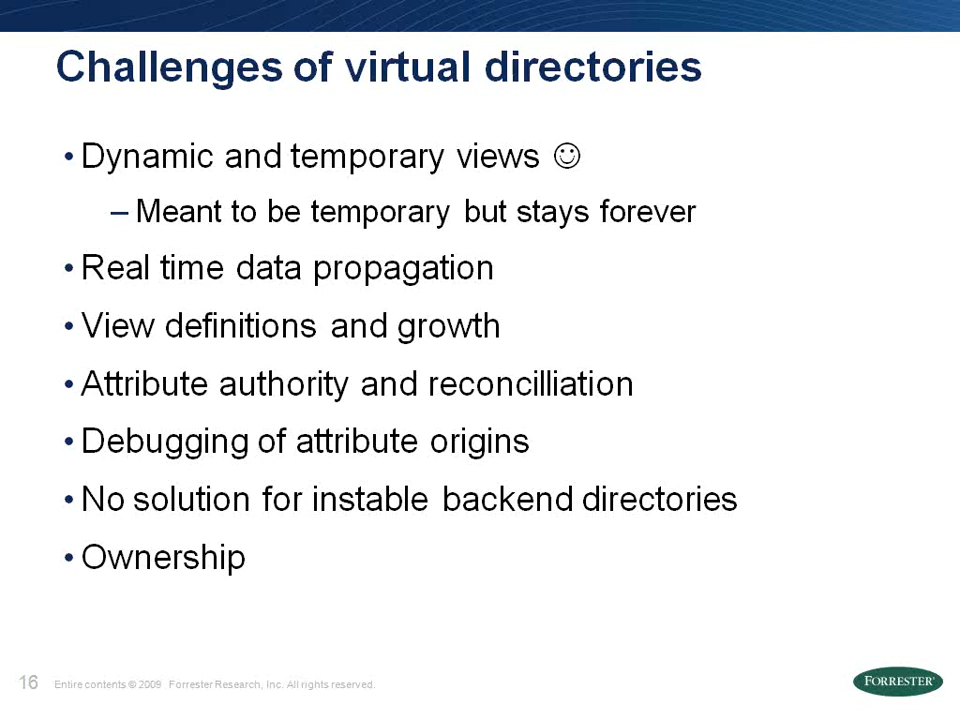 Challenges of virtual directories
• Dynamic and temporary views ☺
– Meant to be temporary but stays forever
• Real time data propagation
• View definitions and growth
• Attribute authority and reconcilliation
• Debugging of attribute origins
• No solution for instable backend directories
• Ownership
16 Entire contents © 2009 Forrester Research, Inc. All rights reserved.
FORRESTER®